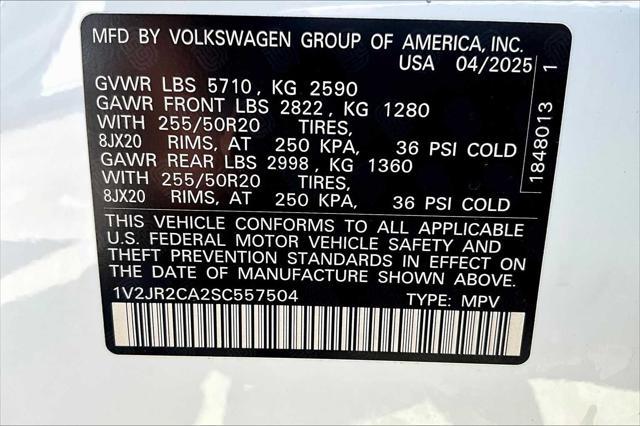 MFD BY VOLKSWAGEN GROUP OF AMERICA, INC.
USA 04/2025
GVWR LBS 5710, KG 2590
GAWR FRONT LBS 2822, KG 1280
WITH 255/50R20 TIRES,
8JX20 RIMS, AT 250 KPA, 36 PSI COLD
GAWR REAR LBS 2998, KG 1360
WITH 255/50R20 TIRES,
8JX20 RIMS, AT 250 KPA, 36 PSI COLD
THIS VEHICLE CONFORMS TO ALL APPLICABLE
U.S. FEDERAL MOTOR VEHICLE SAFETY AND
THEFT PREVENTION STANDARDS IN EFFECT ON
THE DATE OF MANUFACTURE SHOWN ABOVE.
1V2JR2CA2SC557504 TYPE: MPV
1848013 1